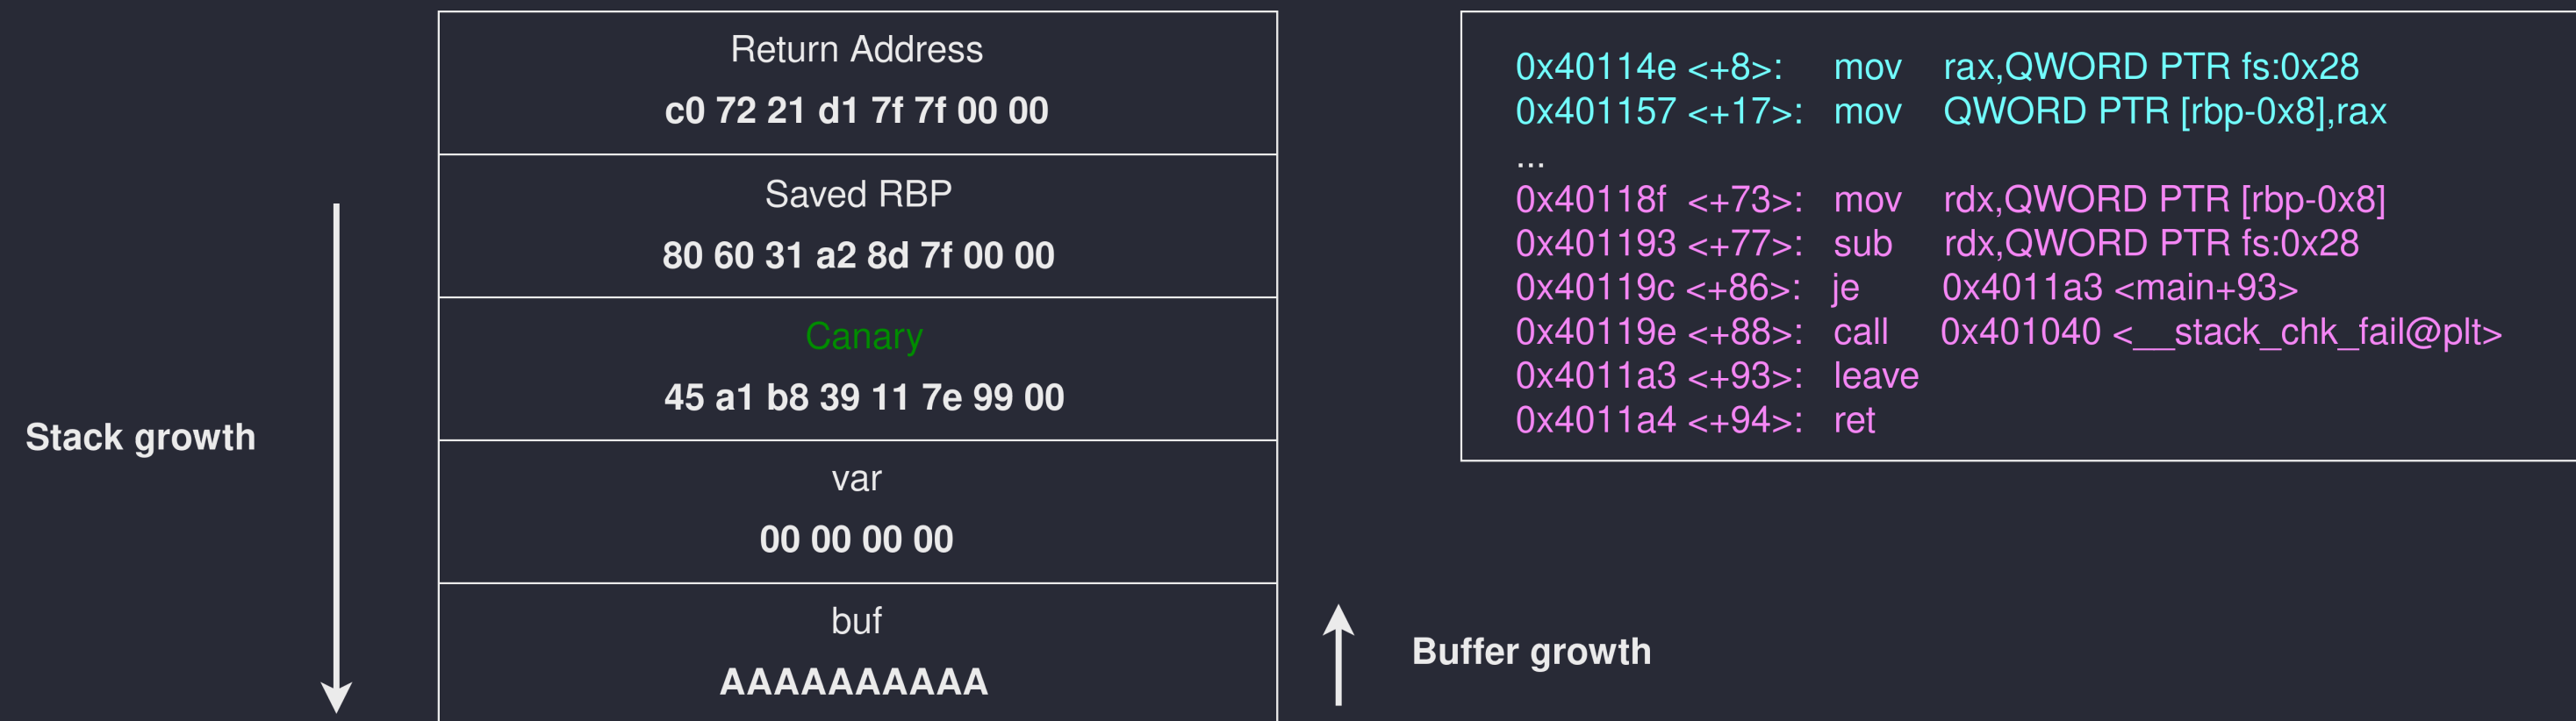 Return Address
c0 72 21 d1 7f 7f 00 00
Saved RBP
80 60 31 a2 8d 7f 00 00
Canary
45 a1 b8 39 11 7e 99 00
var
00 00 00 00
buf
AAAAAAAAAA
Stack growth
Buffer growth
0x40114e <+8>: mov rax,QWORD PTR fs:0x28
0x401157 <+17>: mov QWORD PTR [rbp-0x8],rax
...
0x40118f <+73>: mov rdx,QWORD PTR [rbp-0x8]
0x401193 <+77>: sub rdx,QWORD PTR fs:0x28
0x40119c <+86>: je 0x4011a3 <main+93>
0x40119e <+88>: call 0x401040 <__stack_chk_fail@plt>
0x4011a3 <+93>: leave
0x4011a4 <+94>: ret